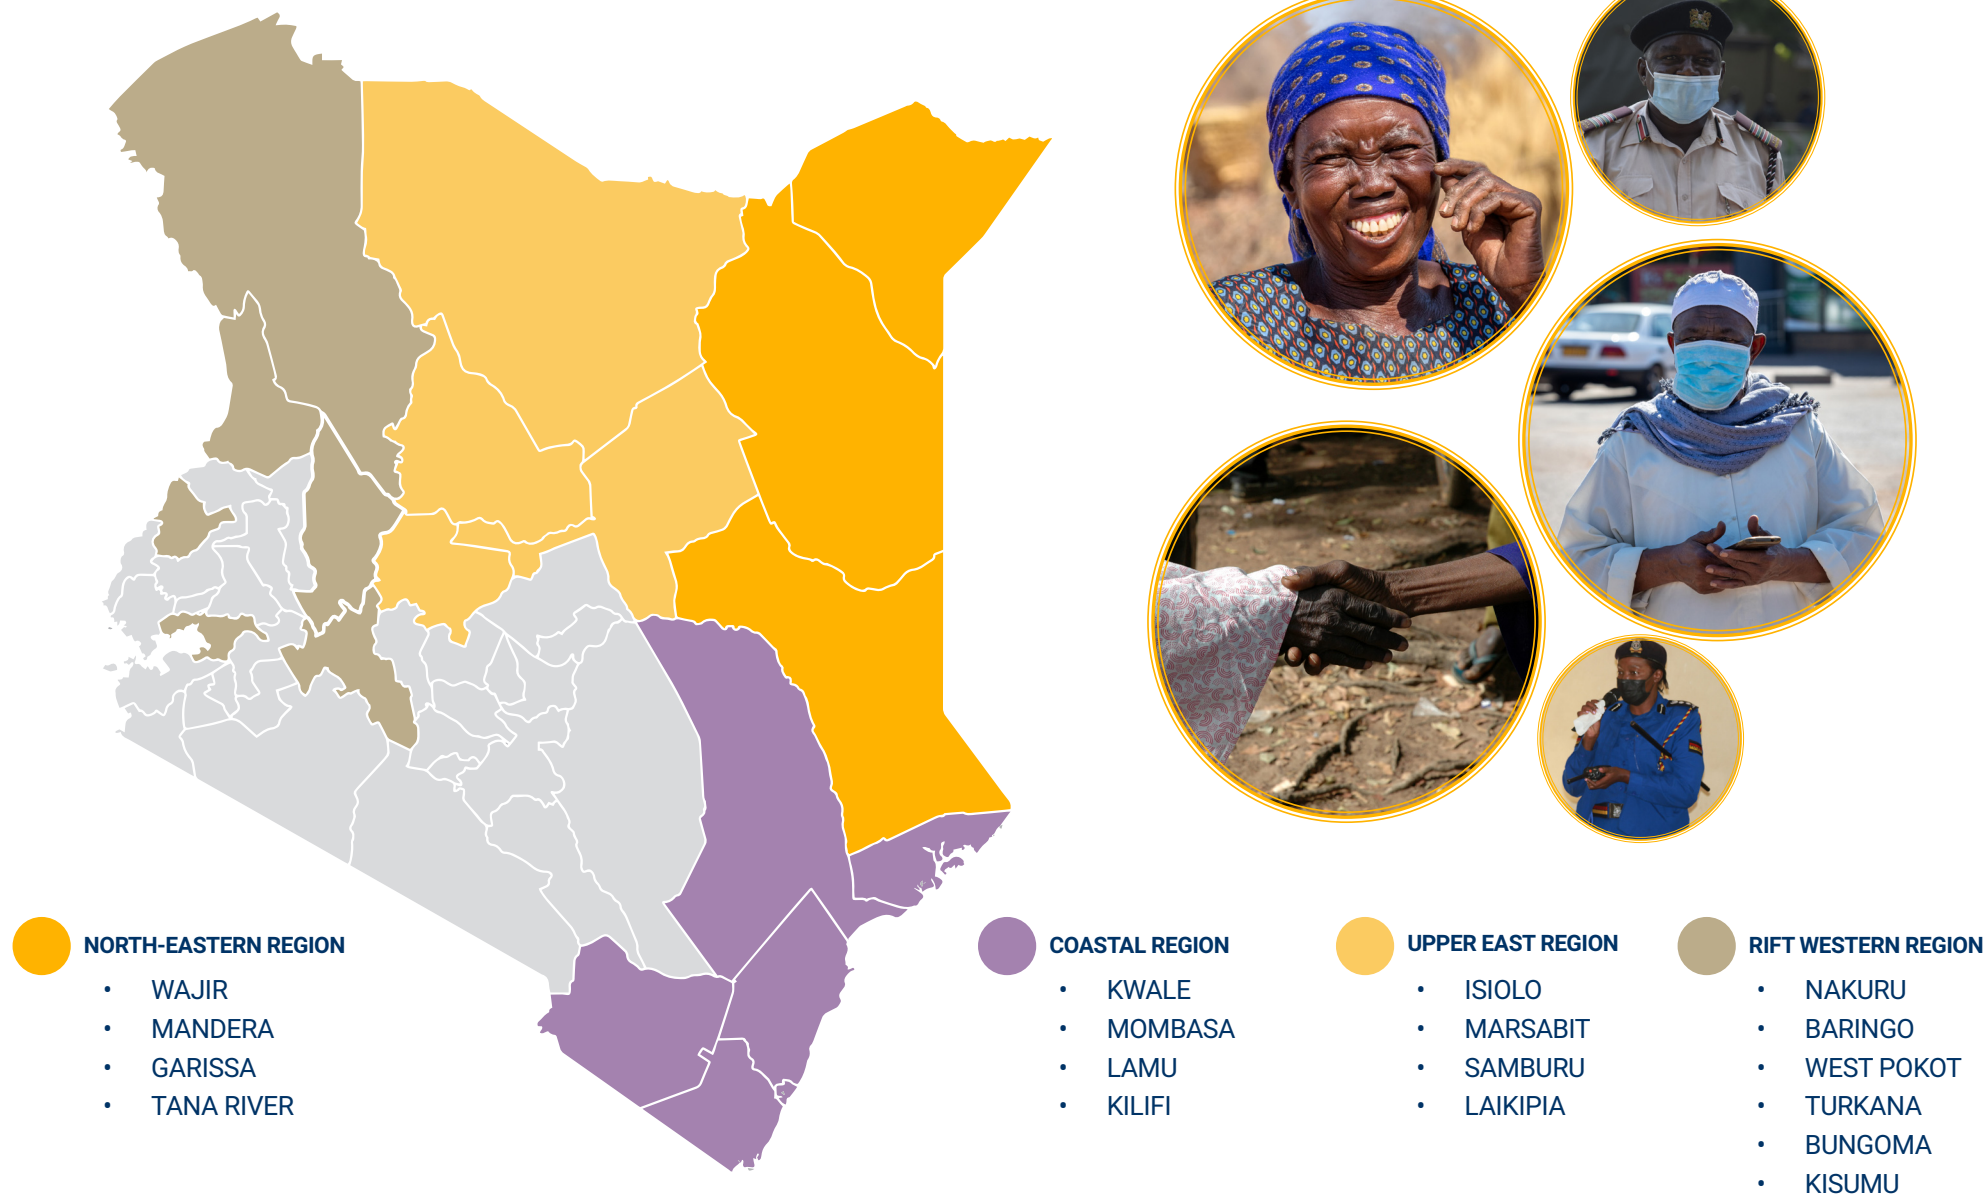 NORTH-EASTERN REGION
• WAJIR
• MANDERA
• GARISSA
• TANA RIVER
COASTAL REGION
• KWALE
• MOMBASA
• LAMU
• KILIFI
UPPER EAST REGION
• ISIOLO
• MARSABIT
• SAMBURU
• LAIKIPIA
RIFT WESTERN REGION
• NAKURU
• BARINGO
• WEST POKOT
• TURKANA
• BUNGOMA
• KISUMU